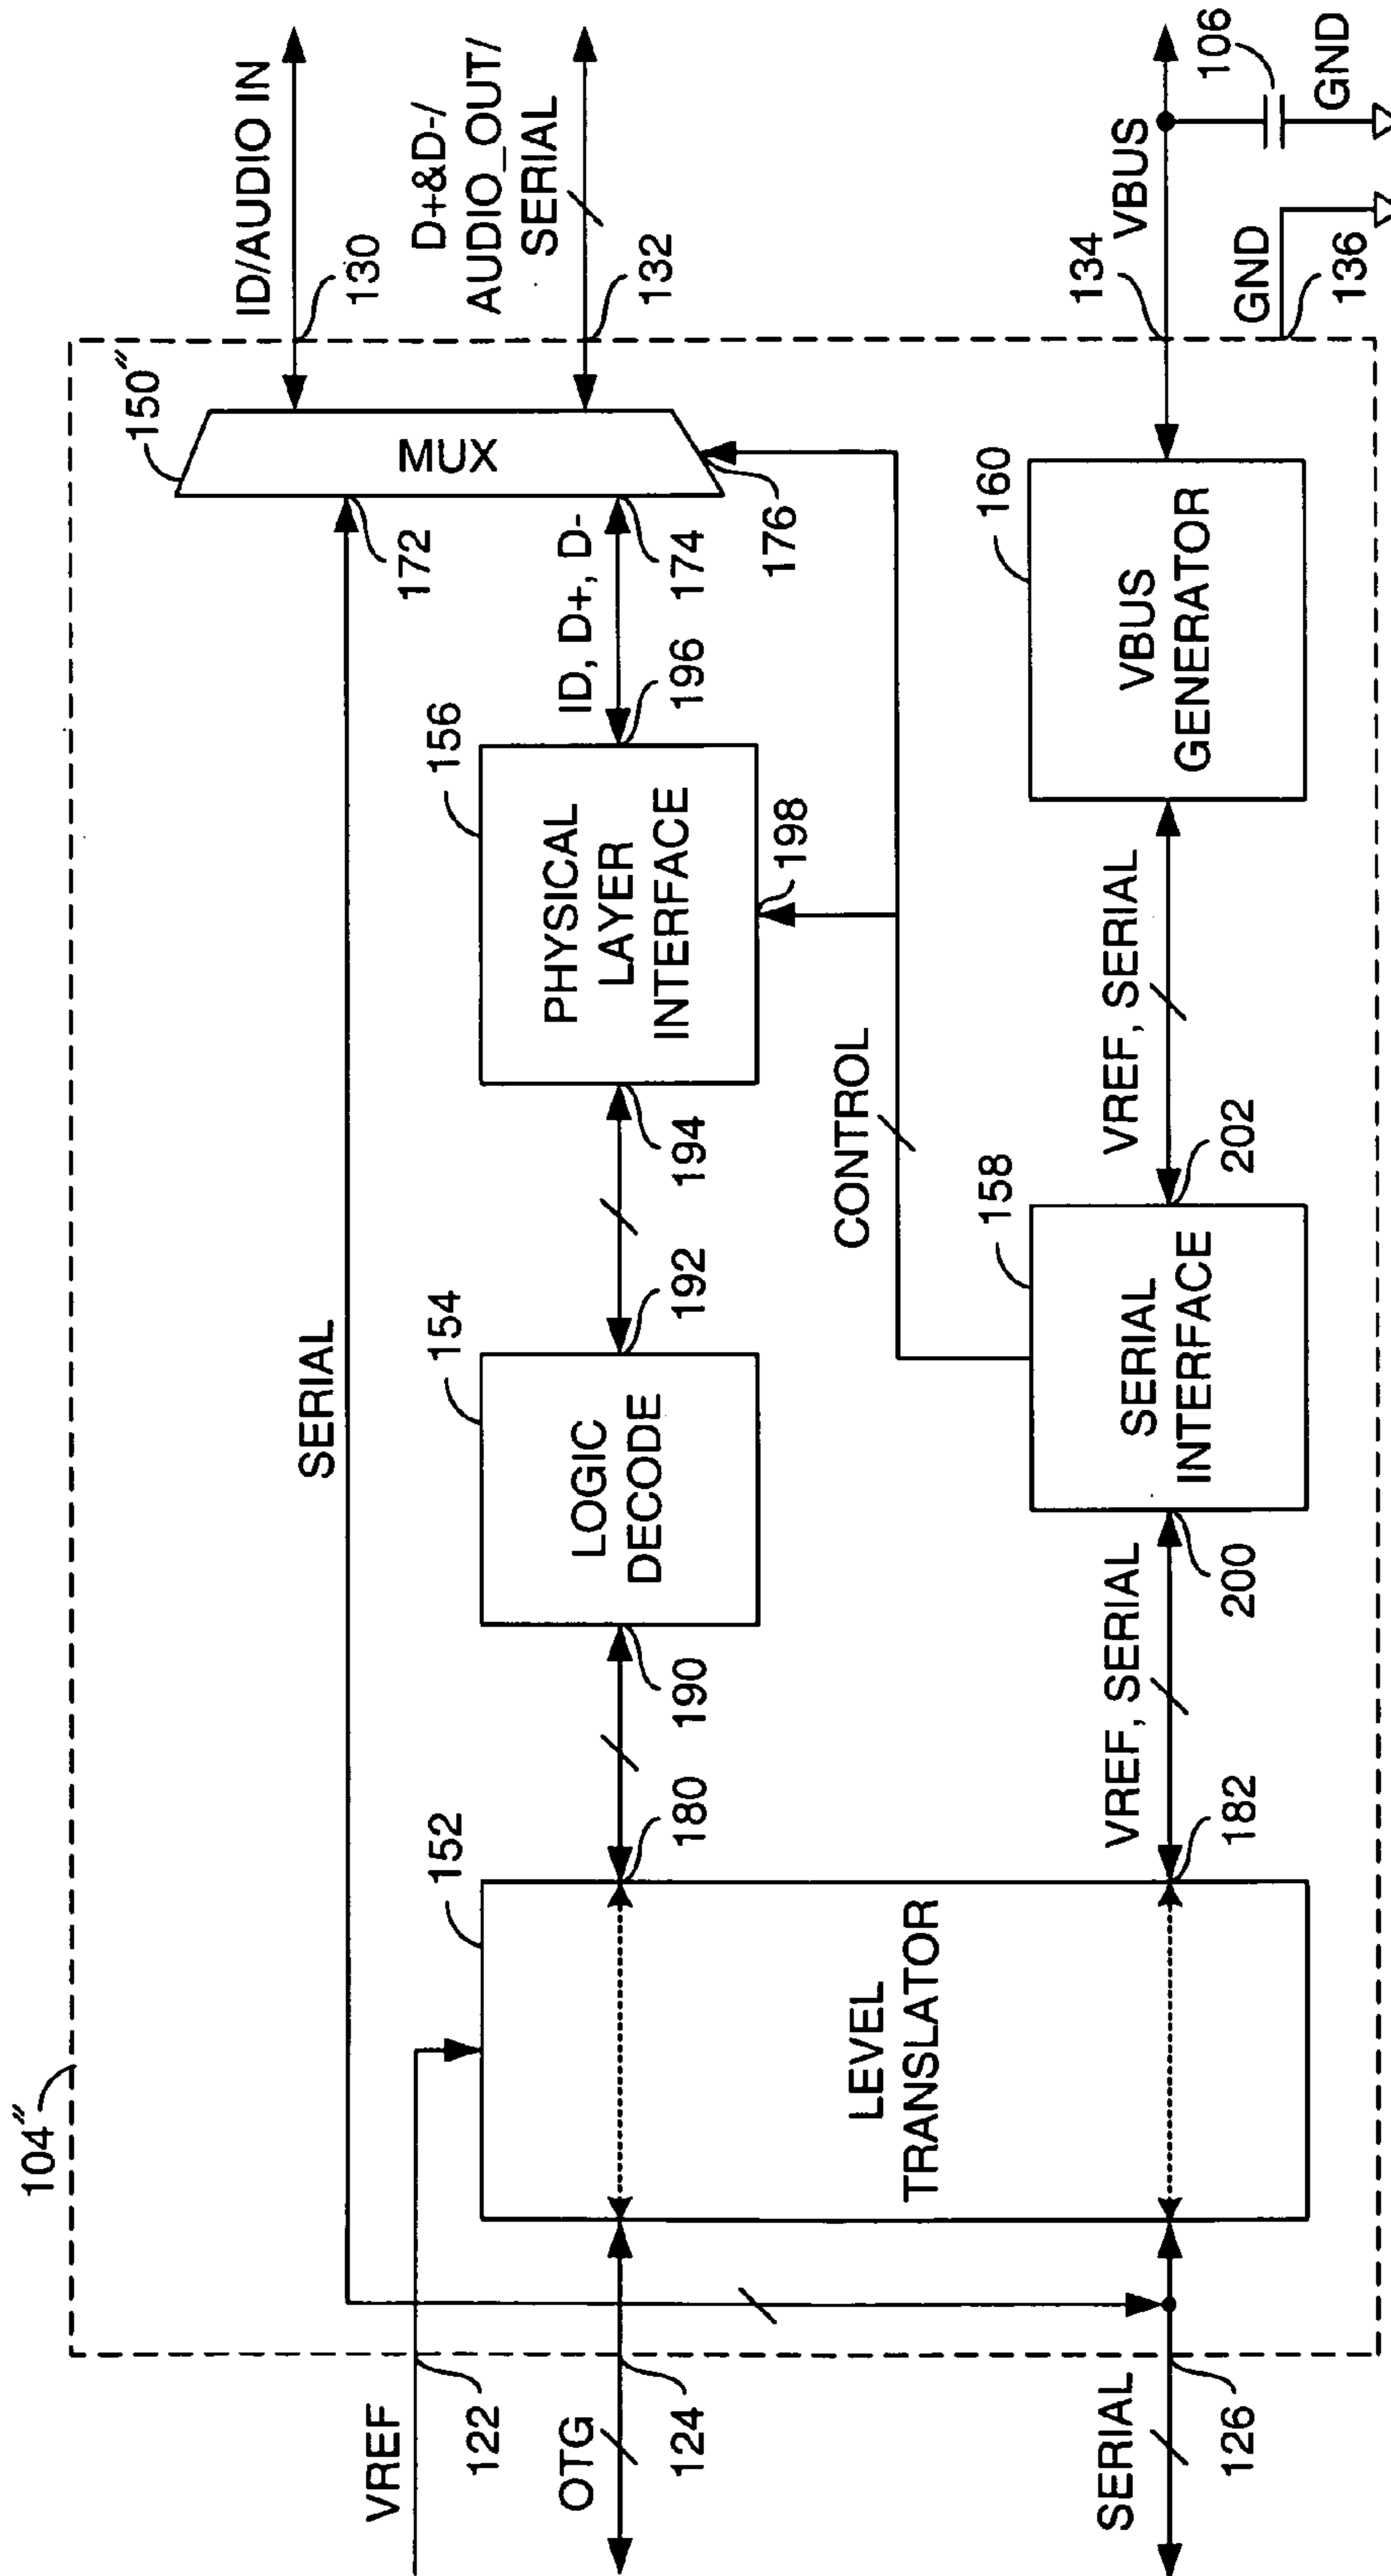 104″
VREF
122
OTG
124
SERIAL
126
152
LEVEL
TRANSLATOR
180
182
SERIAL
VREF, SERIAL
190
154
LOGIC
DECODE
192
200
158
SERIAL
INTERFACE
202
CONTROL
194
156
PHYSICAL
LAYER
INTERFACE
196
198
VREF, SERIAL
ID, D+, D-
160
VBUS
GENERATOR
172
174
176
150″
MUX
130
ID/AUDIO IN
132
D+&D-/
AUDIO_OUT/
SERIAL
134
VBUS
106
GND
GND
136